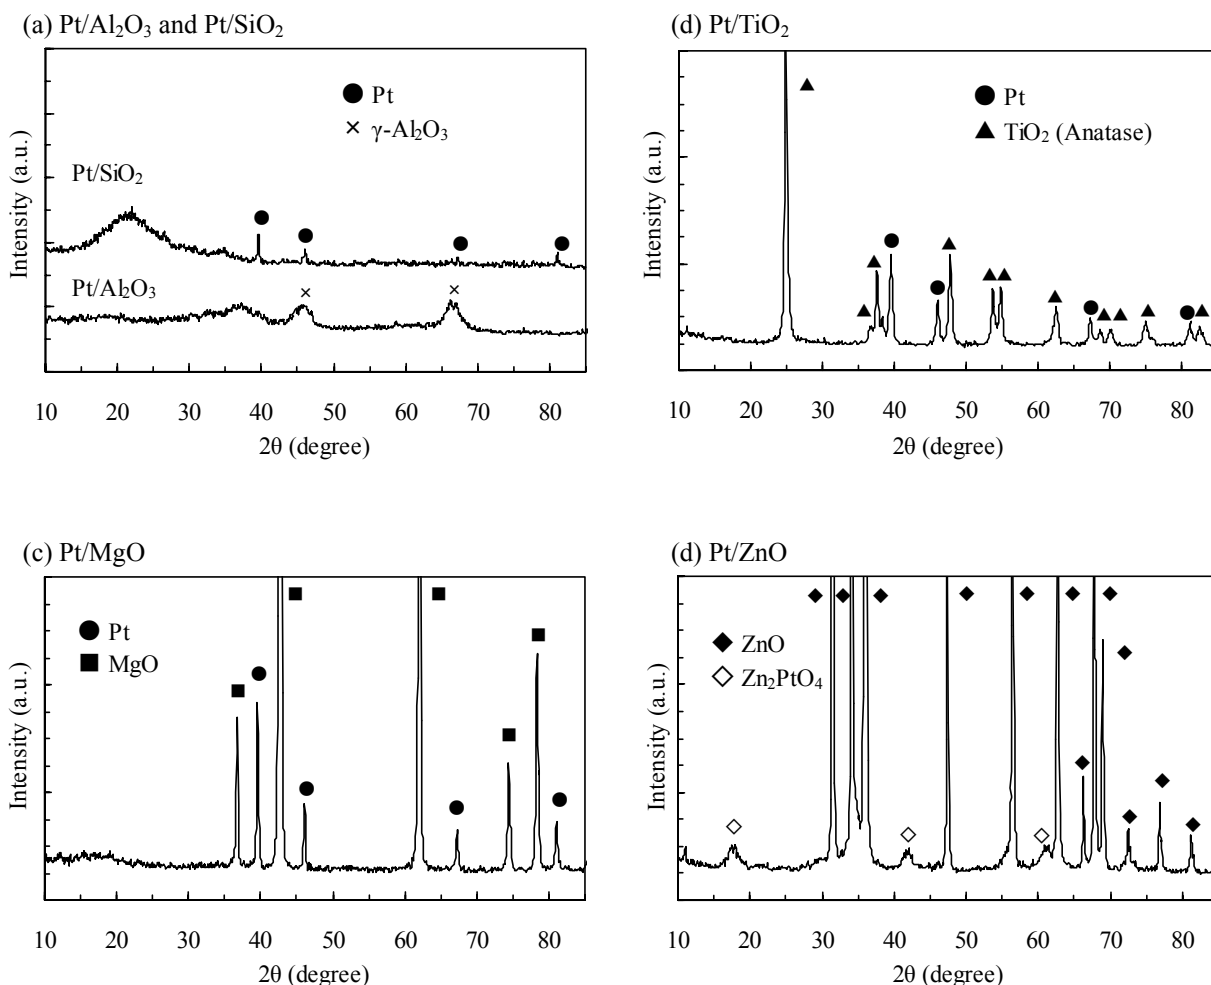 (a) Pt/Al₂O₃ and Pt/SiO₂
Pt
γ-Al₂O₃
Pt/SiO₂
Pt/Al₂O₃
Intensity (a.u.)
10 20 30 40 50 60 70 80
2θ (degree)
(d) Pt/TiO₂
Pt
TiO₂ (Anatase)
Intensity (a.u.)
10 20 30 40 50 60 70 80
2θ (degree)
(c) Pt/MgO
Pt
MgO
Intensity (a.u.)
10 20 30 40 50 60 70 80
2θ (degree)
(d) Pt/ZnO
ZnO
Zn₂PtO₄
Intensity (a.u.)
10 20 30 40 50 60 70 80
2θ (degree)